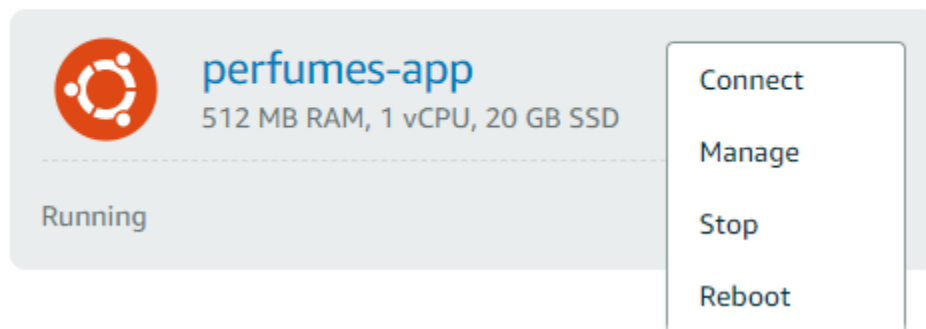 perfumes-app
512 MB RAM, 1 vCPU, 20 GB SSD
Running
Connect
Manage
Stop
Reboot